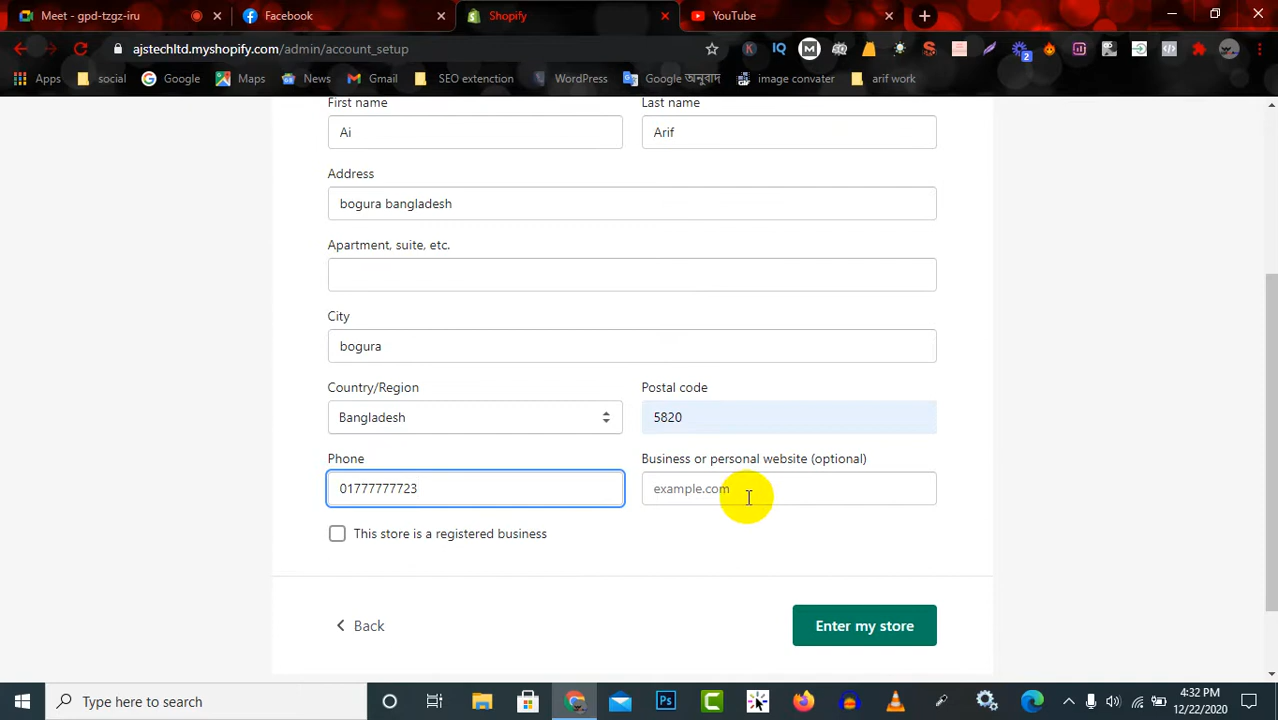 Meet - gpd-tzgz-iru
Facebook
Shopify
YouTube
ajstechltd.myshopify.com/admin/account_setup
Apps
social
Google
Maps
News
Gmail
SEO extenction
WordPress
Google অনুবাদ
image convater
arif work
First name
Last name
Ai
Arif
Address
bogura bangladesh
Apartment, suite, etc.
City
bogura
Country/Region
Postal code
Bangladesh
5820
Phone
Business or personal website (optional)
01777777723
example.com
This store is a registered business
Back
Enter my store
Type here to search
4:32 PM
12/22/2020